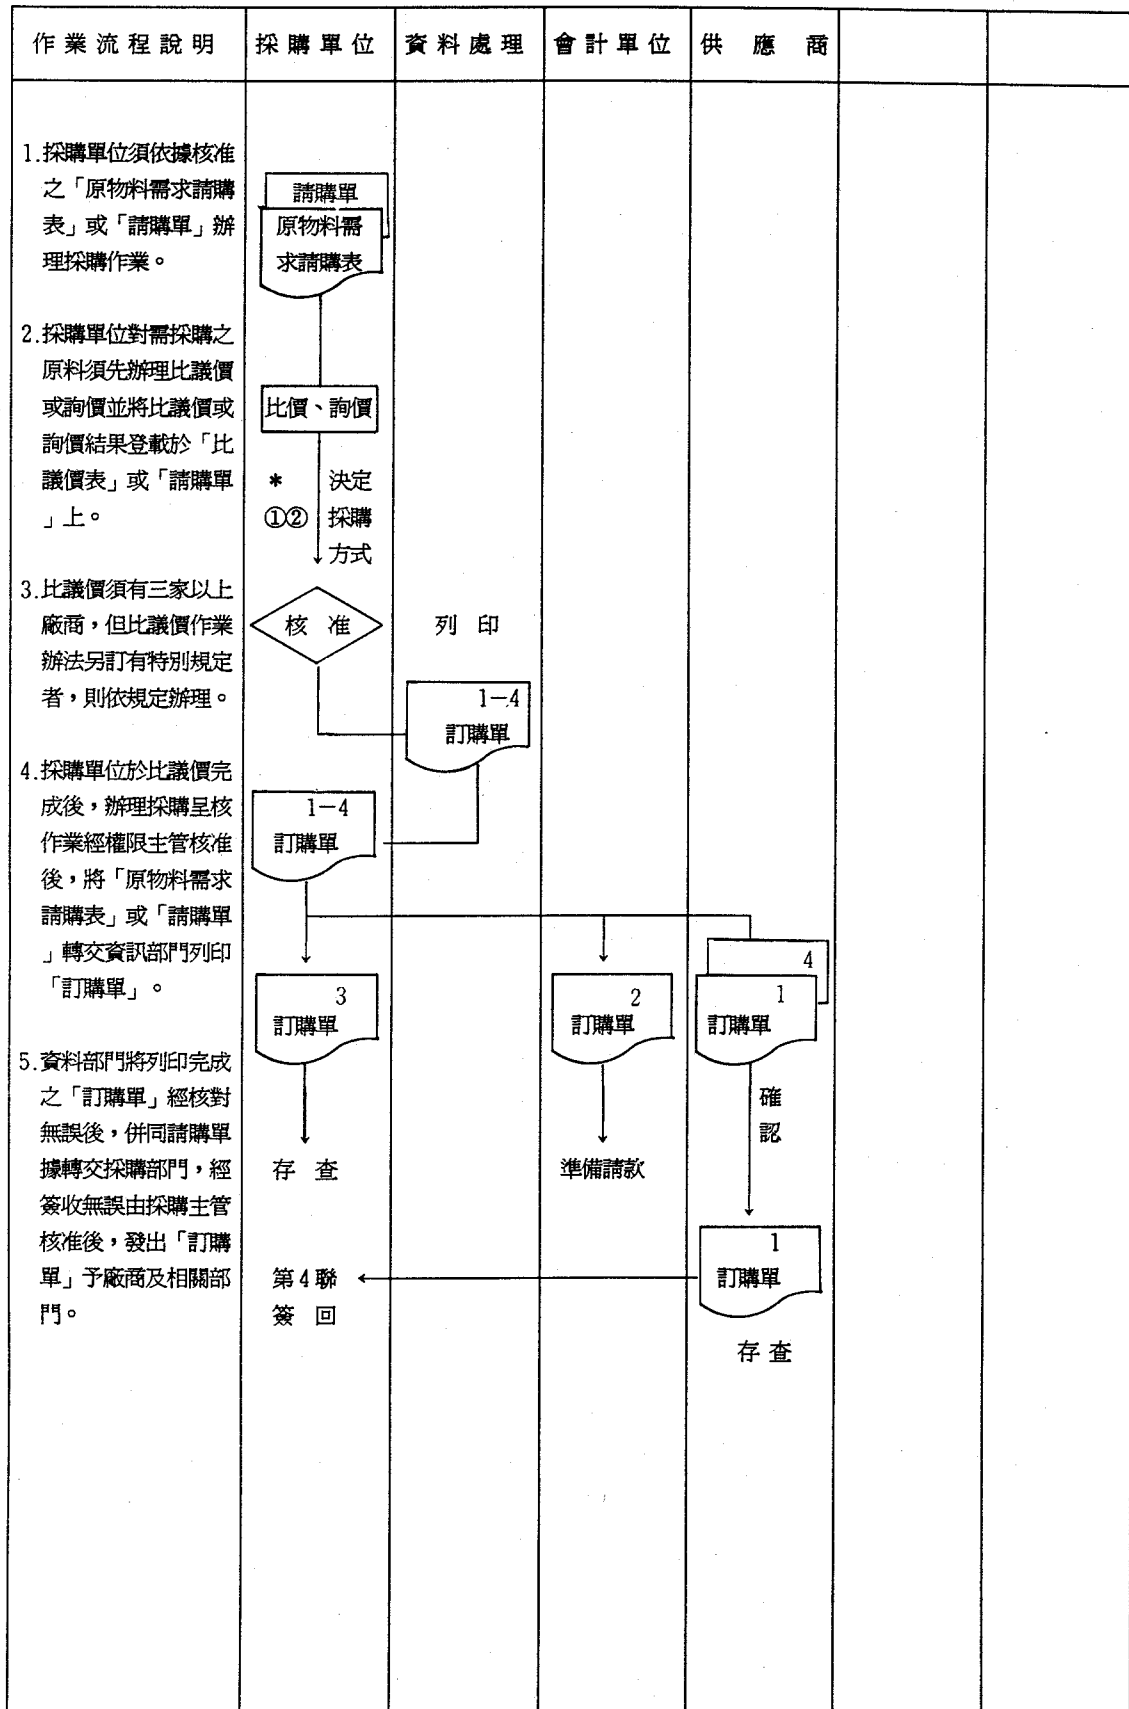 作業流程說明
採購單位
資料處理
會計單位
供應商
1.採購單位須依據核准
之「原物料需求請購
表」或「請購單」辦
理採購作業。
2.採購單位對需採購之
原料須先辦理比議價
或詢價並將比議價或
詢價結果登載於「比
議價表」或「請購單
」上。
3.比議價須有三家以上
廠商，但比議價作業
辦法另訂有特別規定
者，則依規定辦理。
4.採購單位於比議價完
成後，辦理採購呈核
作業經權限主管核准
後，將「原物料需求
請購表」或「請購單
」轉交資訊部門列印
「訂購單」。
5.資料部門將列印完成
之「訂購單」經核對
無誤後，併同請購單
據轉交採購部門，經
簽收無誤由採購主管
核准後，發出「訂購
單」予廠商及相關部
門。
請購單
原物料需
求請購表
比價、詢價
* 決定
①② 採購
方式
核准
列印
1-4
訂購單
1-4
訂購單
3
訂購單
存查
2
訂購單
準備請款
4
1
訂購單
確
認
1
訂購單
存查
第4聯
簽回